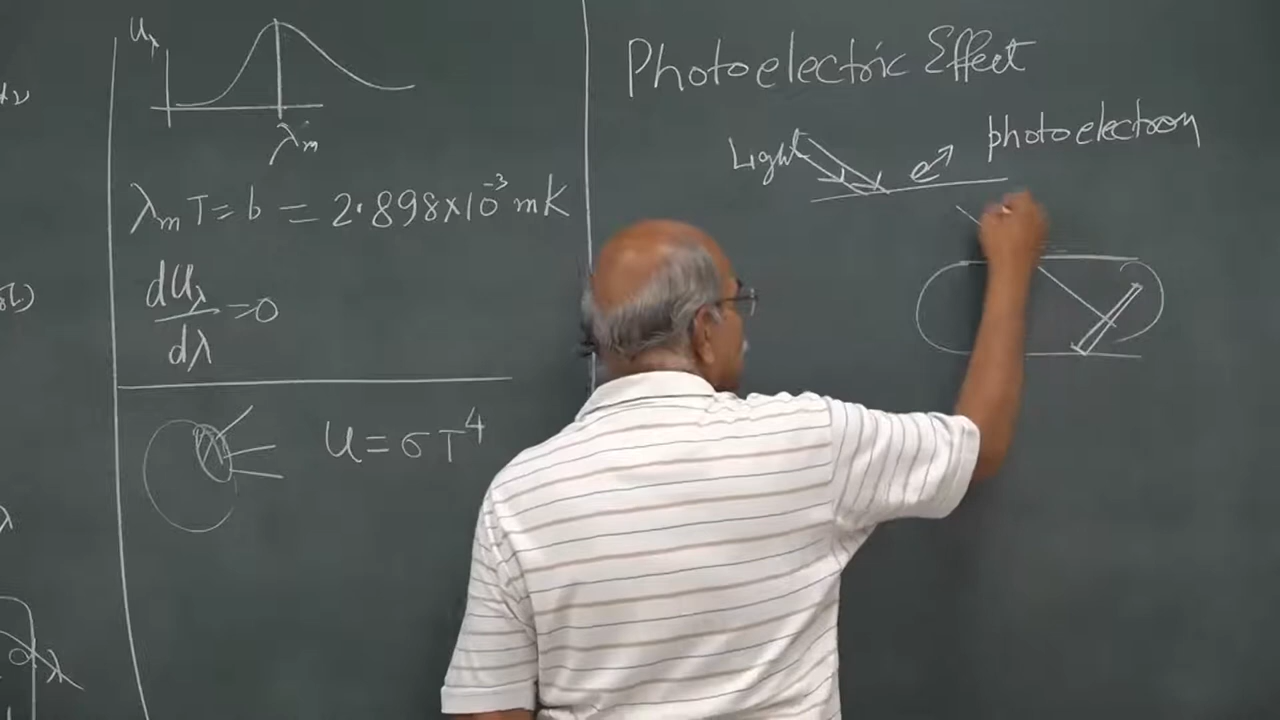 uλ
λm
λmT = b = 2.898×10⁻³ mK
duλ/dλ = 0
U = σT⁴
λ
Photoelectric Effect
Light e photoelectron